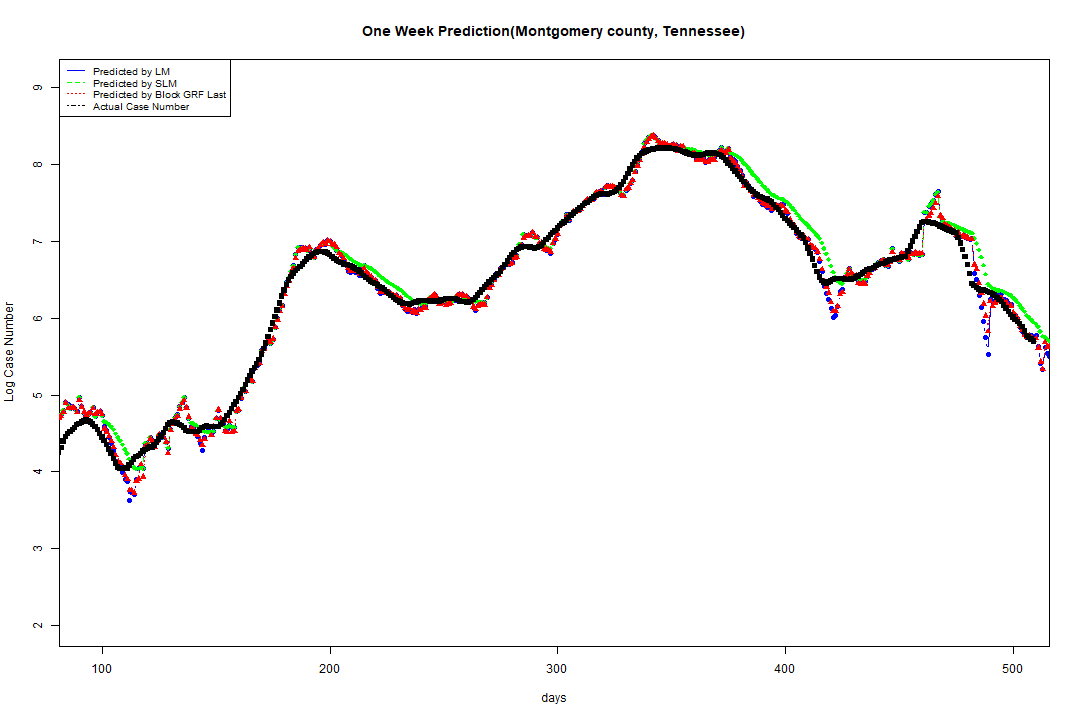 One Week Prediction(Montgomery county, Tennessee)
Predicted by LM
Predicted by SLM
Predicted by Block GRF Last
Actual Case Number
9
8
7
6
5
4
3
2
Log Case Number
100 200 300 400 500
days